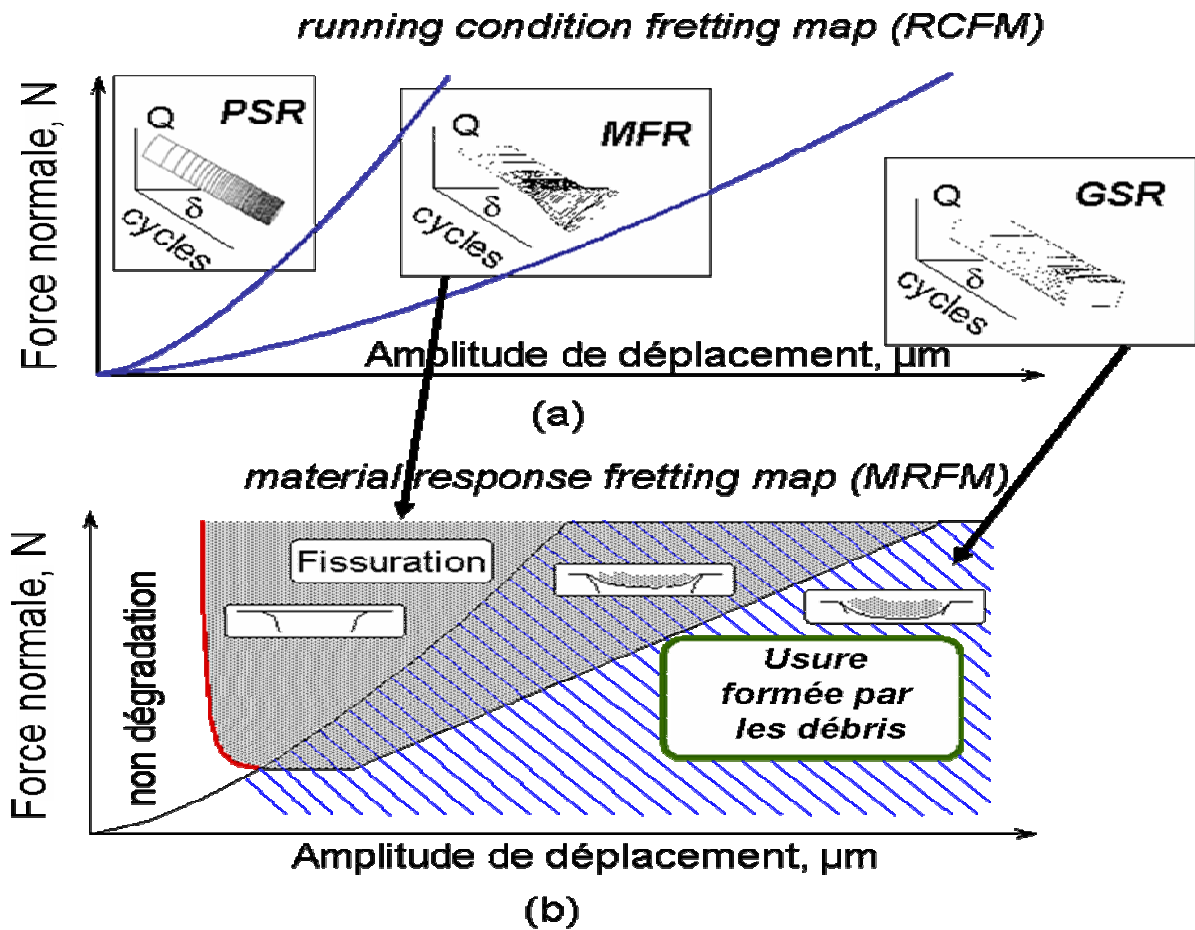 running condition fretting map (RCFM)
Force normale, N
Q
PSR
δ
cycles
Q
MFR
δ
cycles
Q
GSR
δ
cycles
Amplitude de déplacement, µm
(a)
material response fretting map (MRFM)
Force normale, N
non dégradation
Fissuration
Usure
formée par
les débris
Amplitude de déplacement, µm
(b)